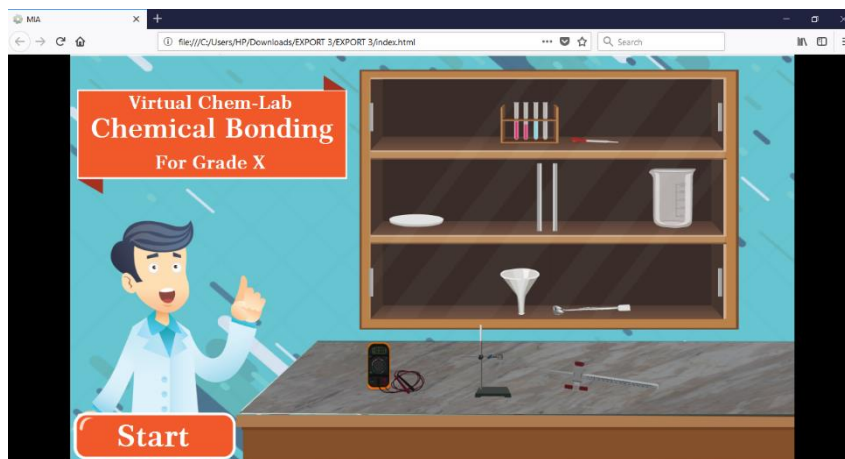 MIA
file:///C:/Users/HP/Downloads/EXPORT 3/EXPORT 3/index.html
Search
Virtual Chem-Lab
Chemical Bonding
For Grade X
Start